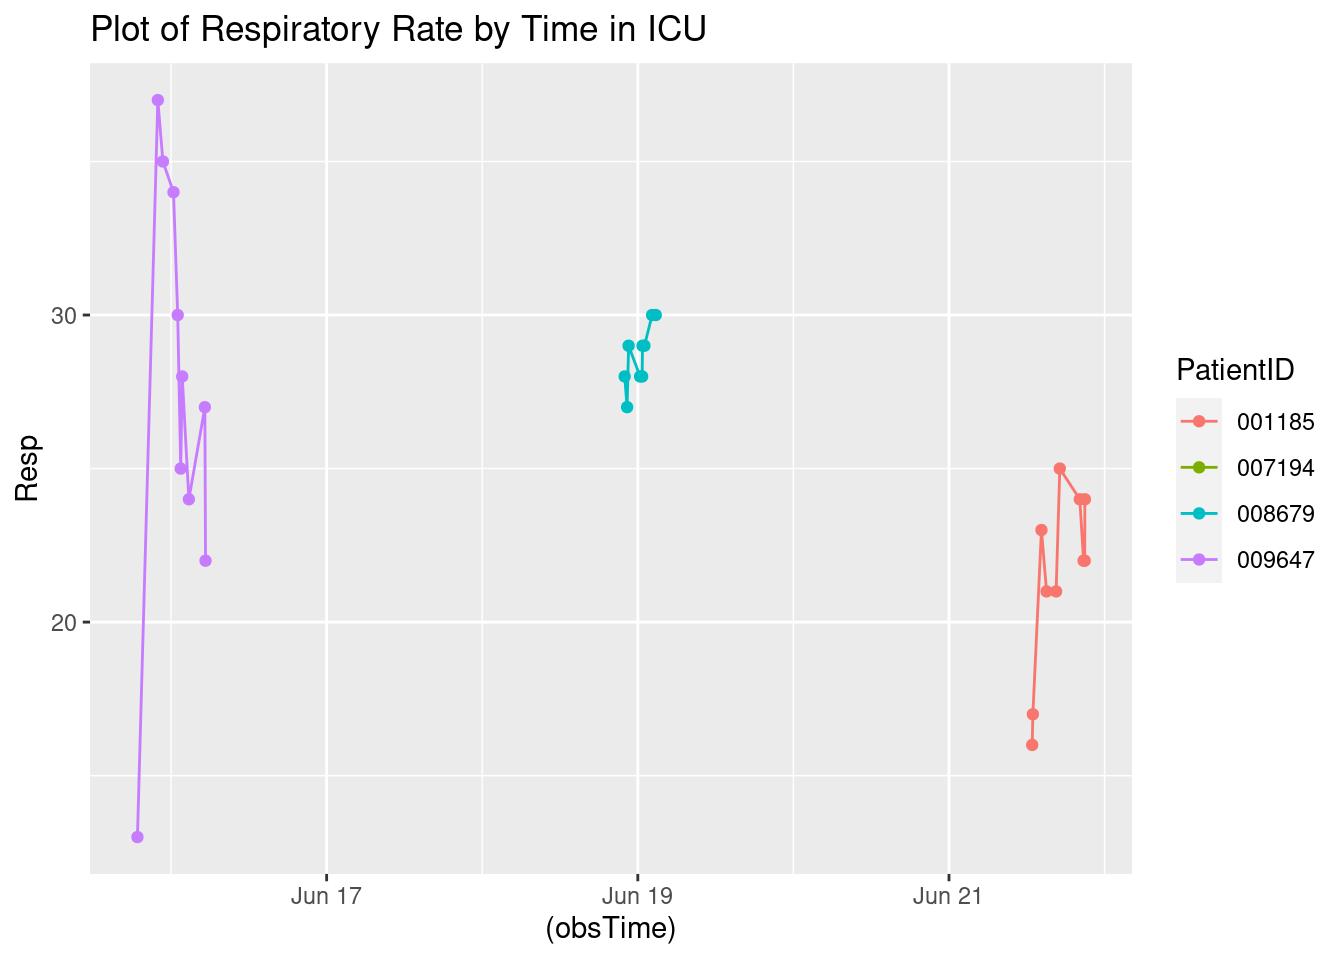 Plot of Respiratory Rate by Time in ICU
30
20
Resp
Jun 17
Jun 19
Jun 21
(obsTime)
PatientID
001185
007194
008679
009647